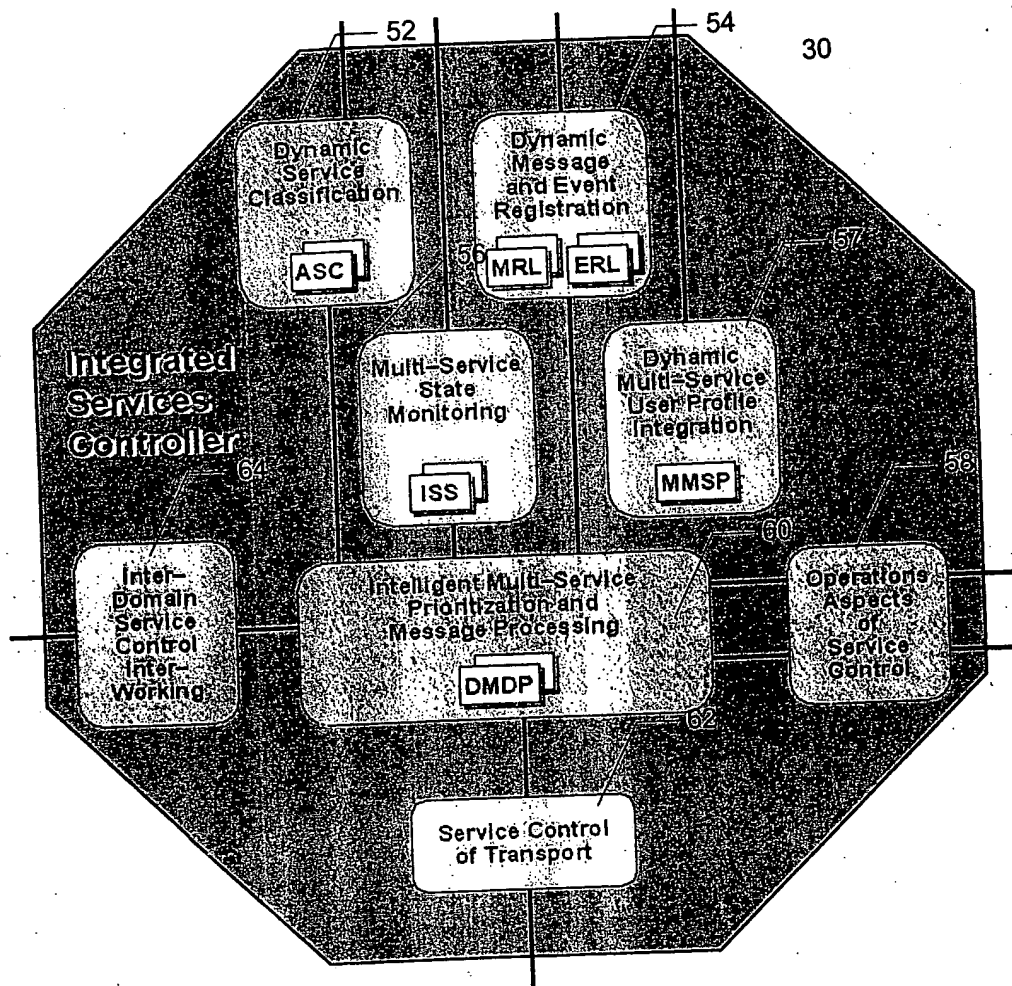 52
54
30
Dynamic
Service
Classification
ASC
Dynamic
Message
and Event
Registration
MRL
ERL
56
57
Integrated
Services
Controller
Multi-Service
State
Monitoring
ISS
Dynamic
Multi-Service
User Profile
Integration
MMSP
64
58
60
Inter-
Domain
Service
Control
Inter-
Working
Intelligent Multi-Service
Prioritization and
Message Processing
DMDP
Operations
Aspects
of
Service
Control
62
Service Control
of Transport